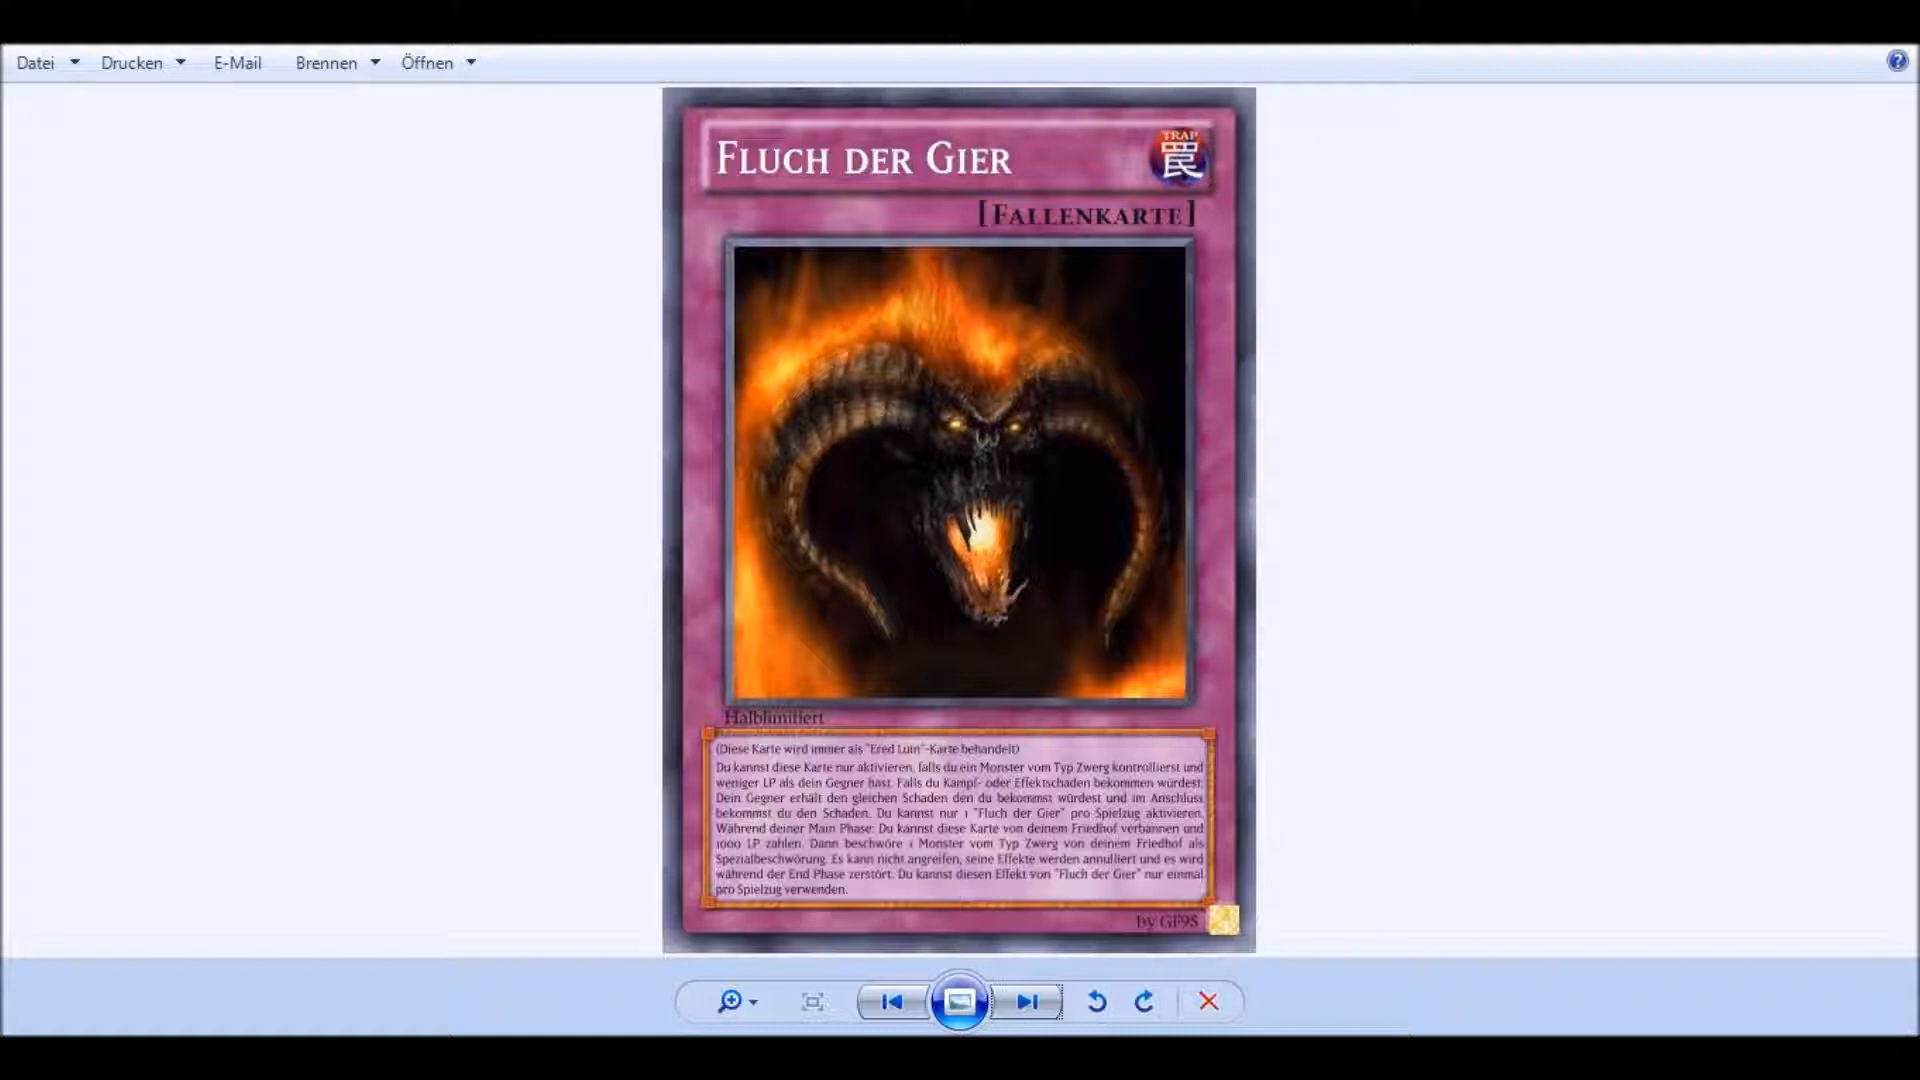 Datei Drucken E-Mail Brennen Öffnen
FLUCH DER GIER
TRAP
罠
[FALLENKARTE]
Halblimitiert
(Diese Karte wird immer als "Ered Luin"-Karte behandelt)
Du kannst diese Karte nur aktivieren, falls du ein Monster vom Typ Zwerg kontrollierst und
weniger LP als dein Gegner hast. Falls du Kampf- oder Effektschaden bekommen würdest:
Dein Gegner erhält den gleichen Schaden den du bekommst würdest und im Anschluss
bekommst du den Schaden. Du kannst nur 1 "Fluch der Gier" pro Spielzug aktivieren.
Während deiner Main Phase: Du kannst diese Karte von deinem Friedhof verbannen und
1000 LP zahlen. Dann beschwöre 1 Monster vom Typ Zwerg von deinem Friedhof als
Spezialbeschwörung. Es kann nicht angreifen, seine Effekte werden annulliert und es wird
während der End Phase zerstört. Du kannst diesen Effekt von "Fluch der Gier" nur einmal
pro Spielzug verwenden.
by GF95